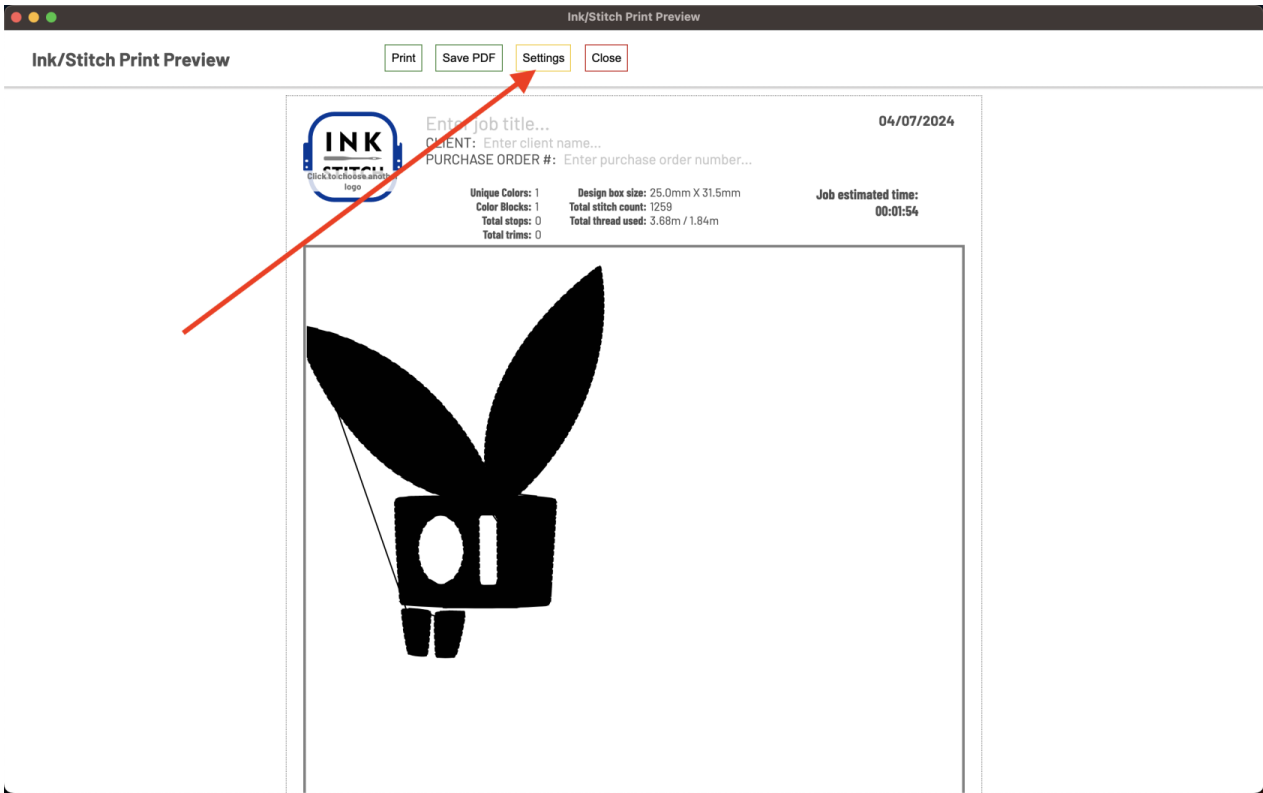 Ink/Stitch Print Preview
Ink/Stitch Print Preview
Print
Save PDF
Settings
Close
INK
STITCH
Click to choose another
logo
Enter job title...
CLIENT: Enter client name...
PURCHASE ORDER #: Enter purchase order number...
04/07/2024
Unique Colors: 1
Color Blocks: 1
Total stops: 0
Total trims: 0
Design box size: 25.0mm X 31.5mm
Total stitch count: 1259
Total thread used: 3.68m / 1.84m
Job estimated time:
00:01:54